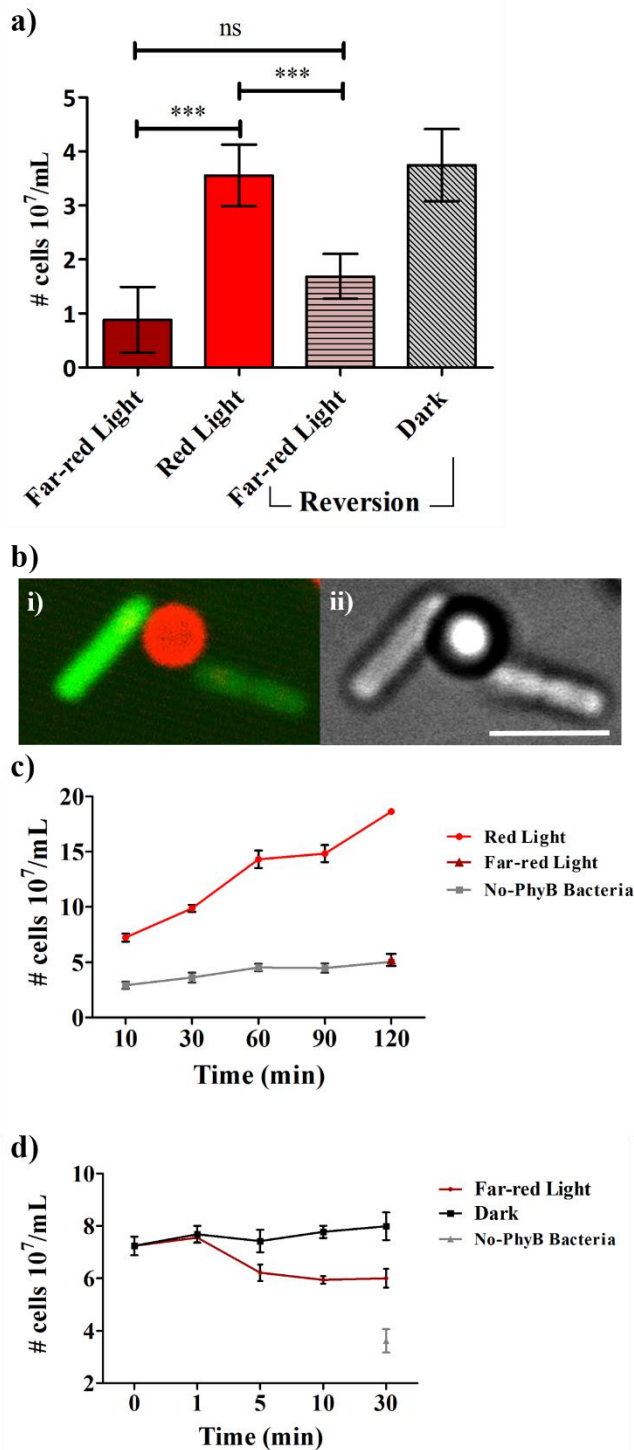 a)
ns
***
***
5
4
3
2
1
0
# cells 10⁷/mL
Far-red Light
Red Light
Far-red Light
Dark
Reversion
b)
i)
ii)
c)
20
15
10
5
0
# cells 10⁷/mL
10 30 60 90 120
Time (min)
Red Light
Far-red Light
No-PhyB Bacteria
d)
10
8
6
4
2
# cells 10⁷/mL
0 1 5 10 30
Time (min)
Far-red Light
Dark
No-PhyB Bacteria